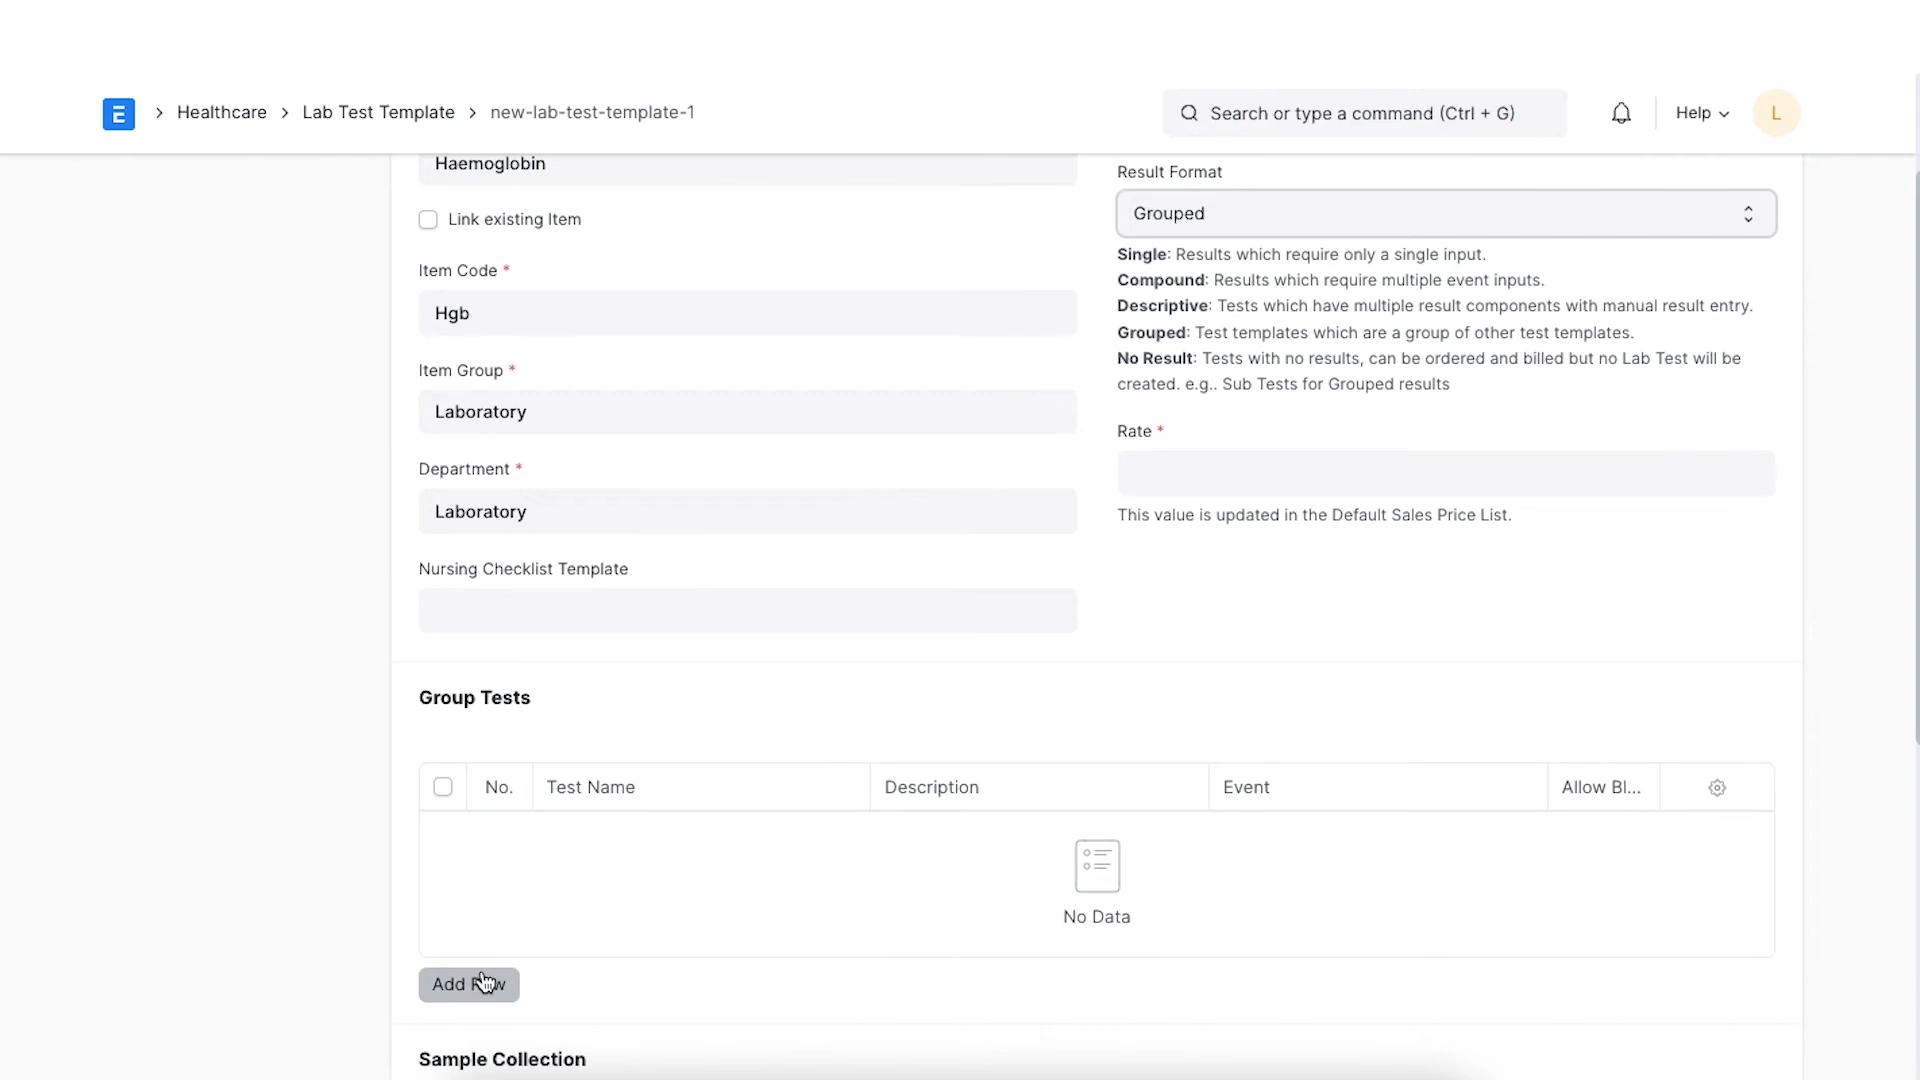 E
Healthcare
Lab Test Template
new-lab-test-template-1
Search or type a command (Ctrl + G)
Help
L
Haemoglobin
Link existing Item
Item Code *
Hgb
Item Group *
Laboratory
Department *
Laboratory
Nursing Checklist Template
Result Format
Grouped
Single: Results which require only a single input.
Compound: Results which require multiple event inputs.
Descriptive: Tests which have multiple result components with manual result entry.
Grouped: Test templates which are a group of other test templates.
No Result: Tests with no results, can be ordered and billed but no Lab Test will be
created. e.g.. Sub Tests for Grouped results
Rate *
This value is updated in the Default Sales Price List.
Group Tests
No. Test Name Description Event Allow Bl...
No Data
Add Row
Sample Collection